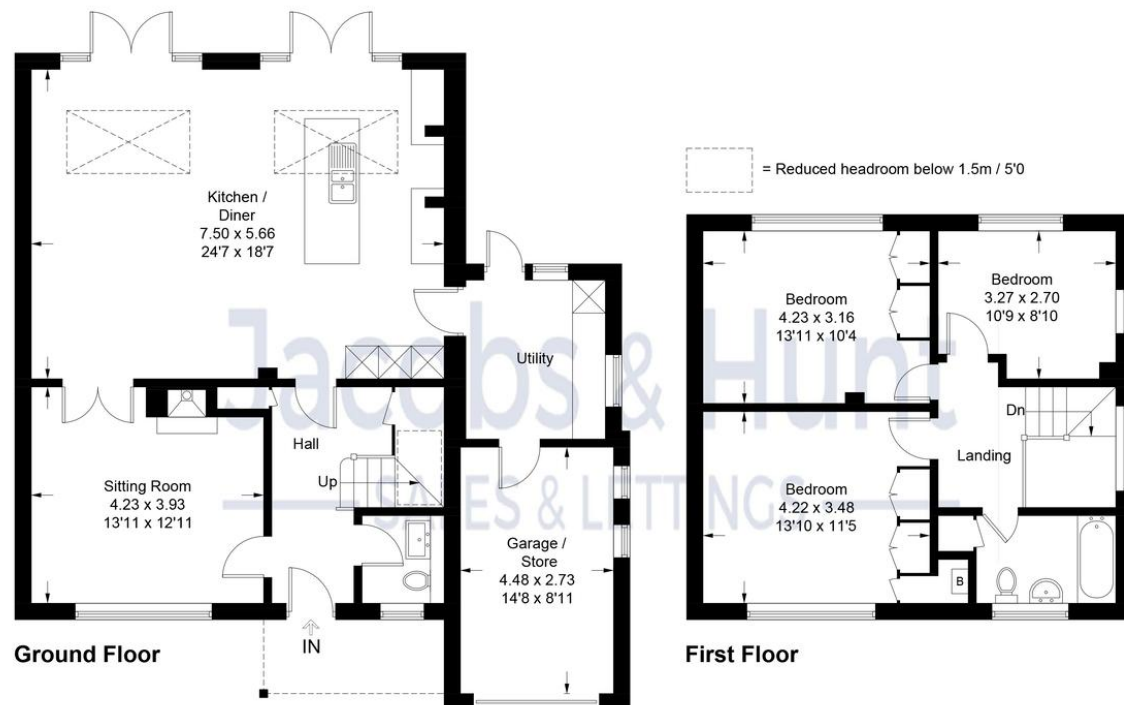 Kitchen /
Diner
7.50 x 5.66
24'7 x 18'7
Utility
Hall
Up
Sitting Room
4.23 x 3.93
13'11 x 12'11
Garage /
Store
4.48 x 2.73
14'8 x 8'11
IN
Ground Floor
= Reduced headroom below 1.5m / 5'0
Bedroom
4.23 x 3.16
13'11 x 10'4
Bedroom
3.27 x 2.70
10'9 x 8'10
Dn
Landing
Bedroom
4.22 x 3.48
13'10 x 11'5
B
First Floor
Jacobs & Hunt
SALES & LETTINGS